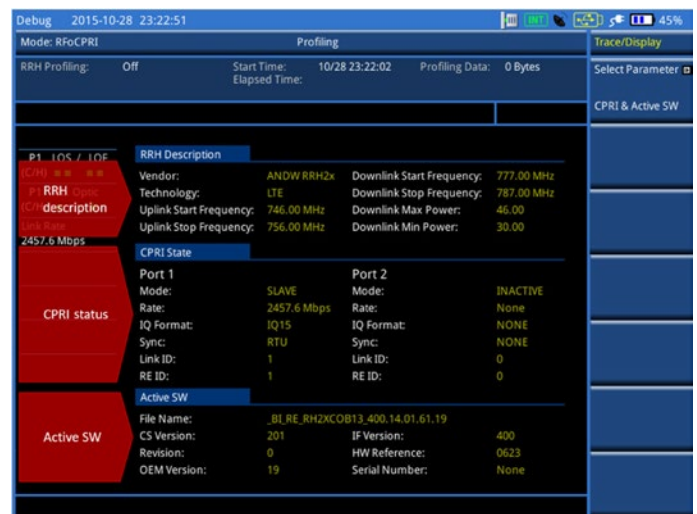 Debug 2015-10-28 23:22:51 INT 45%
Mode: RFoCPRI Profiling Trace/Display
RRH Profiling: Off Start Time: 10/28 23:22:02 Profiling Data: 0 Bytes
Elapsed Time:
Select Parameter
CPRI & Active SW
P1 LOS / LOF
(C/H)
P1 Optic
(C/H)
Link Rate
2457.6 Mbps
RRH
description
CPRI status
Active SW
RRH Description
Vendor: ANDW RRH2x Downlink Start Frequency: 777.00 MHz
Technology: LTE Downlink Stop Frequency: 787.00 MHz
Uplink Start Frequency: 746.00 MHz Downlink Max Power: 46.00
Uplink Stop Frequency: 756.00 MHz Downlink Min Power: 30.00
CPRI State
Port 1 Port 2
Mode: SLAVE Mode: INACTIVE
Rate: 2457.6 Mbps Rate: None
IQ Format: IQ15 IQ Format: NONE
Sync: RTU Sync: NONE
Link ID: 1 Link ID: 0
RE ID: 1 RE ID: 0
Active SW
File Name: _BI_RE_RH2XCOB13_400.14.01.61.19
CS Version: 201 IF Version: 400
Revision: 0 HW Reference: 0623
OEM Version: 19 Serial Number: None